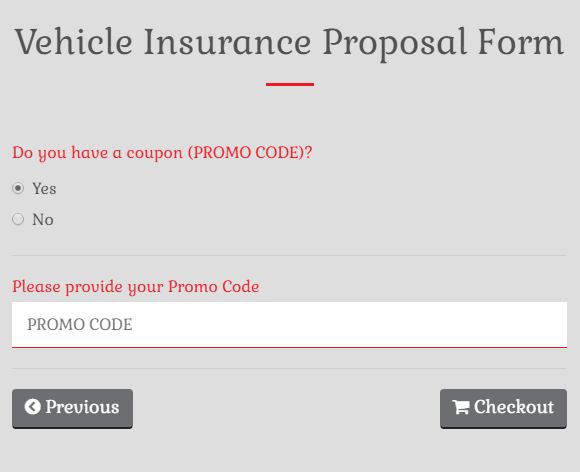 Vehicle Insurance Proposal Form
Do you have a coupon (PROMO CODE)?
Yes
No
Please provide your Promo Code
PROMO CODE
Previous
Checkout